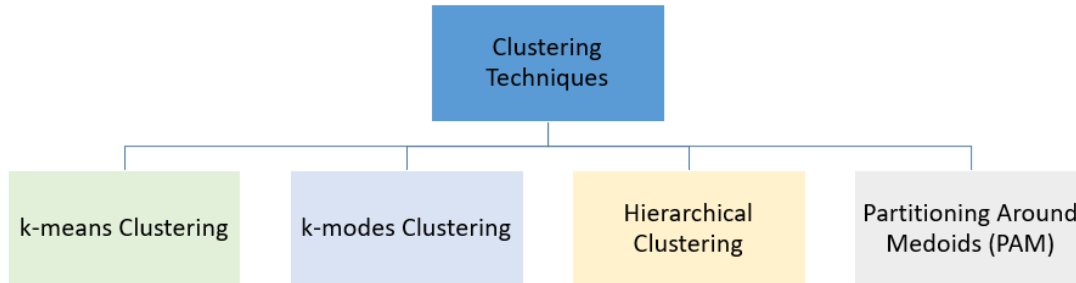 Clustering
Techniques
k-means Clustering
k-modes Clustering
Hierarchical
Clustering
Partitioning Around
Medoids (PAM)